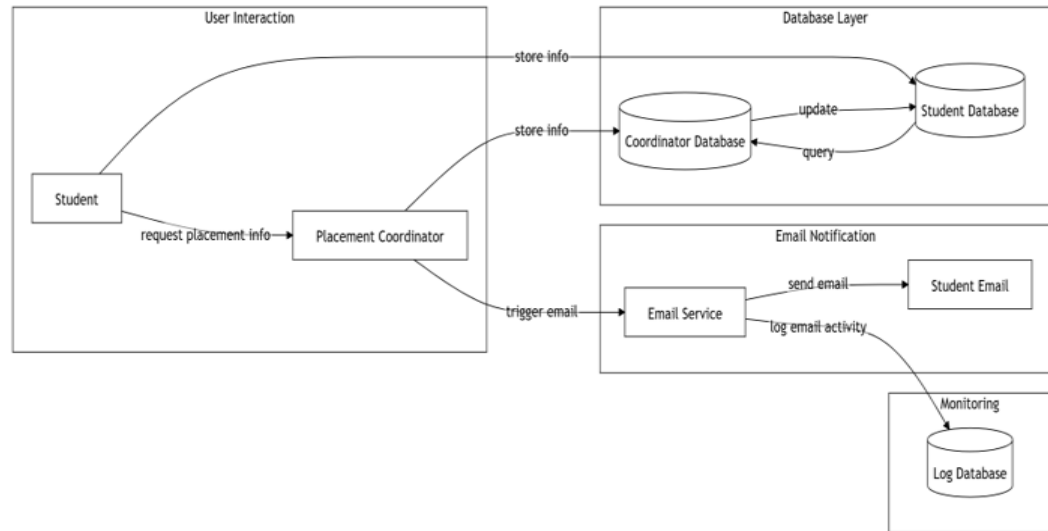 User Interaction
Database Layer
store info
Student Database
update
store info
Coordinator Database
query
Student
request placement info
Placement Coordinator
Email Notification
send email
Student Email
trigger email
Email Service
log email activity
Monitoring
Log Database